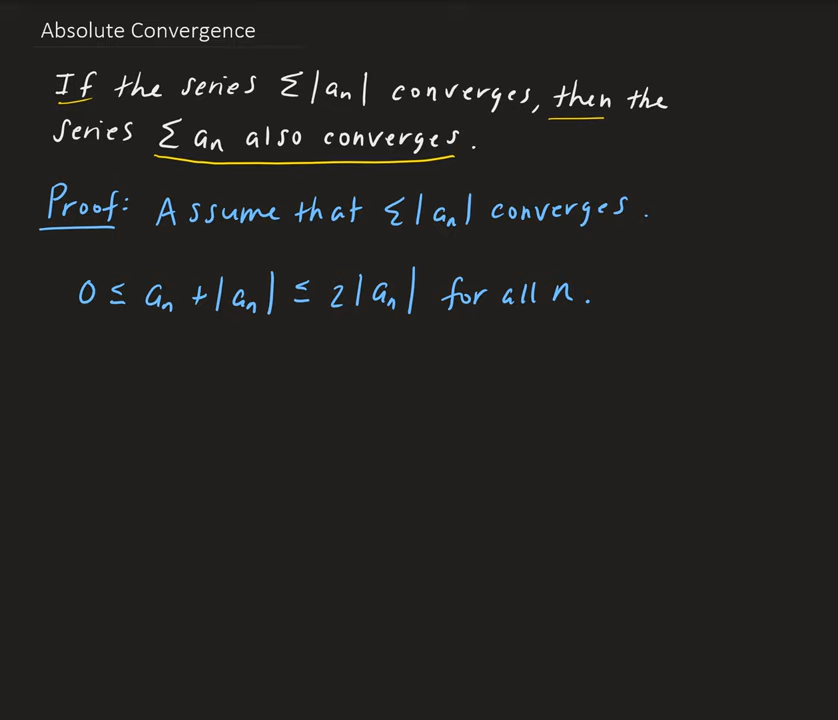 Absolute Convergence
If the series Σ|aₙ| converges, then the
series Σ aₙ also converges.
Proof: Assume that Σ|aₙ| converges.
0 ≤ aₙ + |aₙ| ≤ 2|aₙ| for all n.